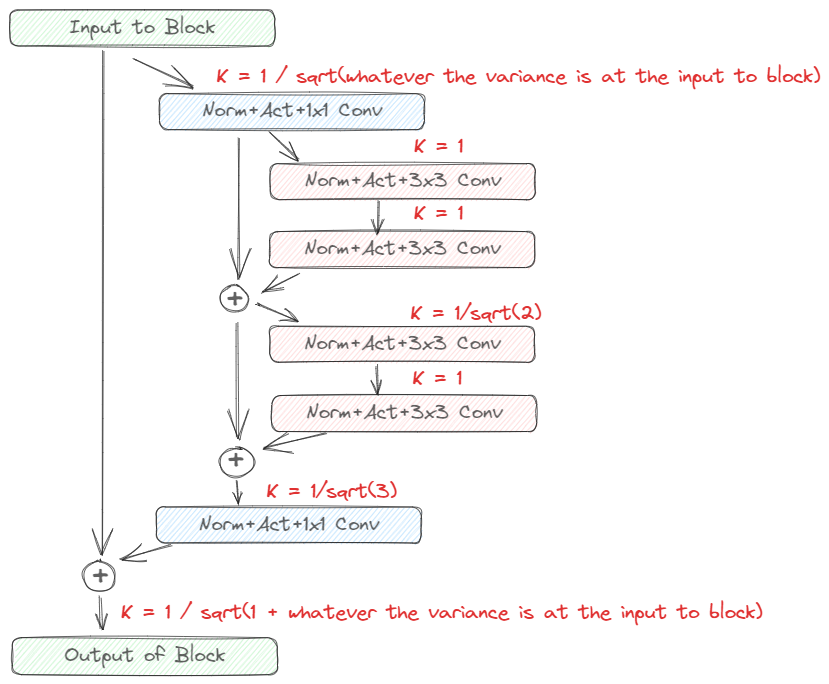 Input to Block
K = 1 / sqrt(whatever the variance is at the input to block)
Norm+Act+1x1 Conv
K = 1
Norm+Act+3x3 Conv
K = 1
Norm+Act+3x3 Conv
+
K = 1/sqrt(2)
Norm+Act+3x3 Conv
K = 1
Norm+Act+3x3 Conv
+
K = 1/sqrt(3)
Norm+Act+1x1 Conv
+
K = 1 / sqrt(1 + whatever the variance is at the input to block)
Output of Block